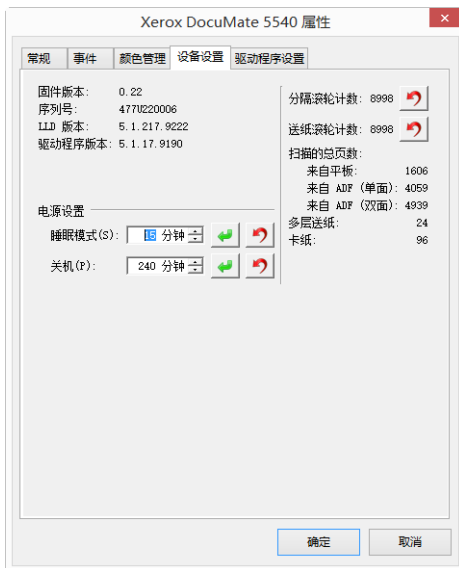 Xerox DocuMate 5540 属性
常规 事件 颜色管理 设备设置 驱动程序设置
固件版本: 0.22
序列号: 477U220006
LLD 版本: 5.1.217.9222
驱动程序版本: 5.1.17.9190
电源设置
睡眠模式(S): 15 分钟
关机(P): 240 分钟
分隔滚轮计数: 8998
送纸滚轮计数: 8998
扫描的总页数:
来自平板: 1606
来自 ADF (单面): 4059
来自 ADF (双面): 4939
多层送纸: 24
卡纸: 96
确定 取消